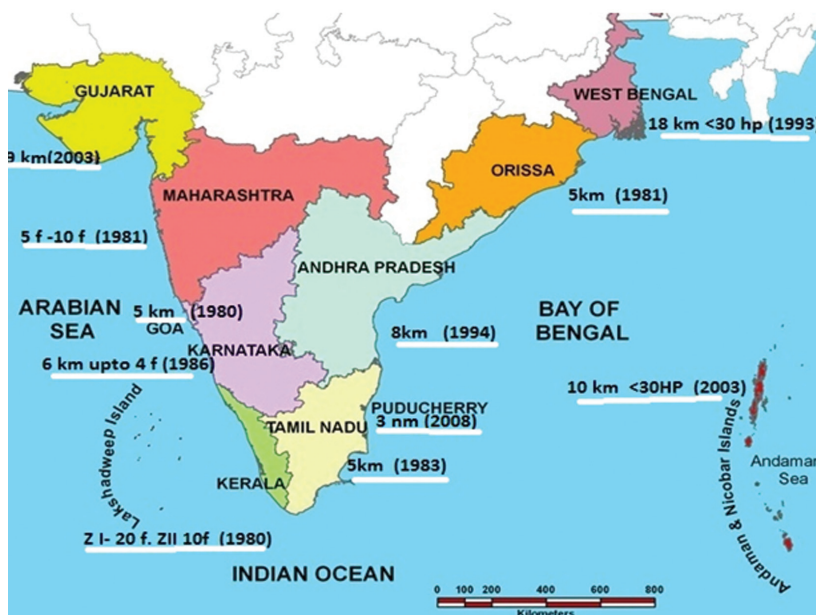 GUJARAT
WEST BENGAL
18 km <30 hp (1993)
9 km(2003)
ORISSA
MAHARASHTRA
5km (1981)
5 f -10 f (1981)
ANDHRA PRADESH
ARABIAN
SEA
5 km (1980)
GOA
BAY OF
BENGAL
8km (1994)
KARNATAKA
6 km upto 4 f (1986)
10 km <30HP (2003)
Lakshadweep Island
PUDUCHERRY
TAMIL NADU
3 nm (2008)
5km (1983)
KERALA
Andaman
Sea
Andaman & Nicobar Islands
Z I- 20 f. ZII 10f (1980)
INDIAN OCEAN
0 100 200 400 600 800
Kilometers